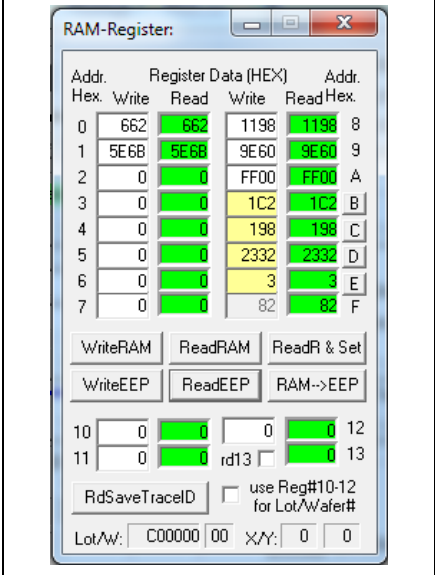 RAM-Register:
Addr. Register Data (HEX) Addr.
Hex. Write Read Write Read Hex.
0 662 662 1198 1198 8
1 5E6B 5E6B 9E60 9E60 9
2 0 0 FF00 FF00 A
3 0 0 1C2 1C2 B
4 0 0 198 198 C
5 0 0 2332 2332 D
6 0 0 3 3 E
7 0 0 82 82 F
WriteRAM ReadRAM ReadR & Set
WriteEEP ReadEEP RAM-->EEP
10 0 0 0 0 12
11 0 0 rd13 0 13
RdSaveTraceID use Reg#10-12
for Lot/Wafer#
Lot/W: C00000 00 X/Y: 0 0